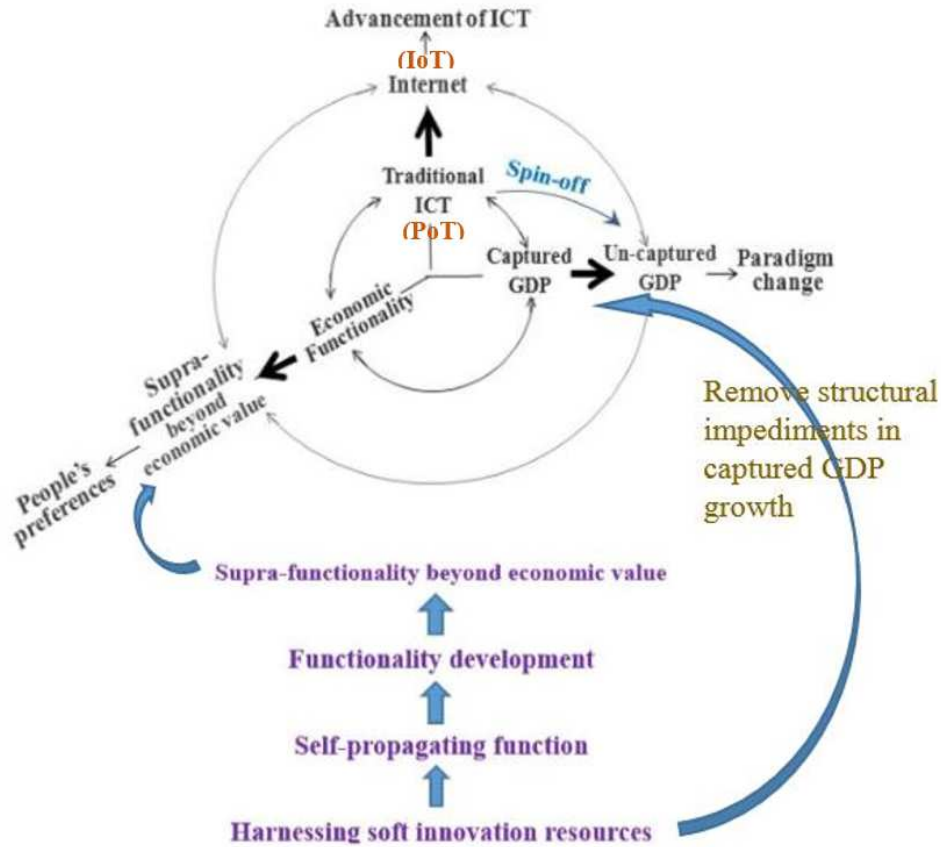 Advancement of ICT
(IoT)
Internet
Traditional
ICT
(PoT)
Spin-off
Captured
GDP
Un-captured
GDP
Paradigm
change
Economic
Functionality
Supra-
functionality
beyond
economic value
People's
preferences
Remove structural
impediments in
captured GDP
growth
Supra-functionality beyond economic value
Functionality development
Self-propagating function
Harnessing soft innovation resources